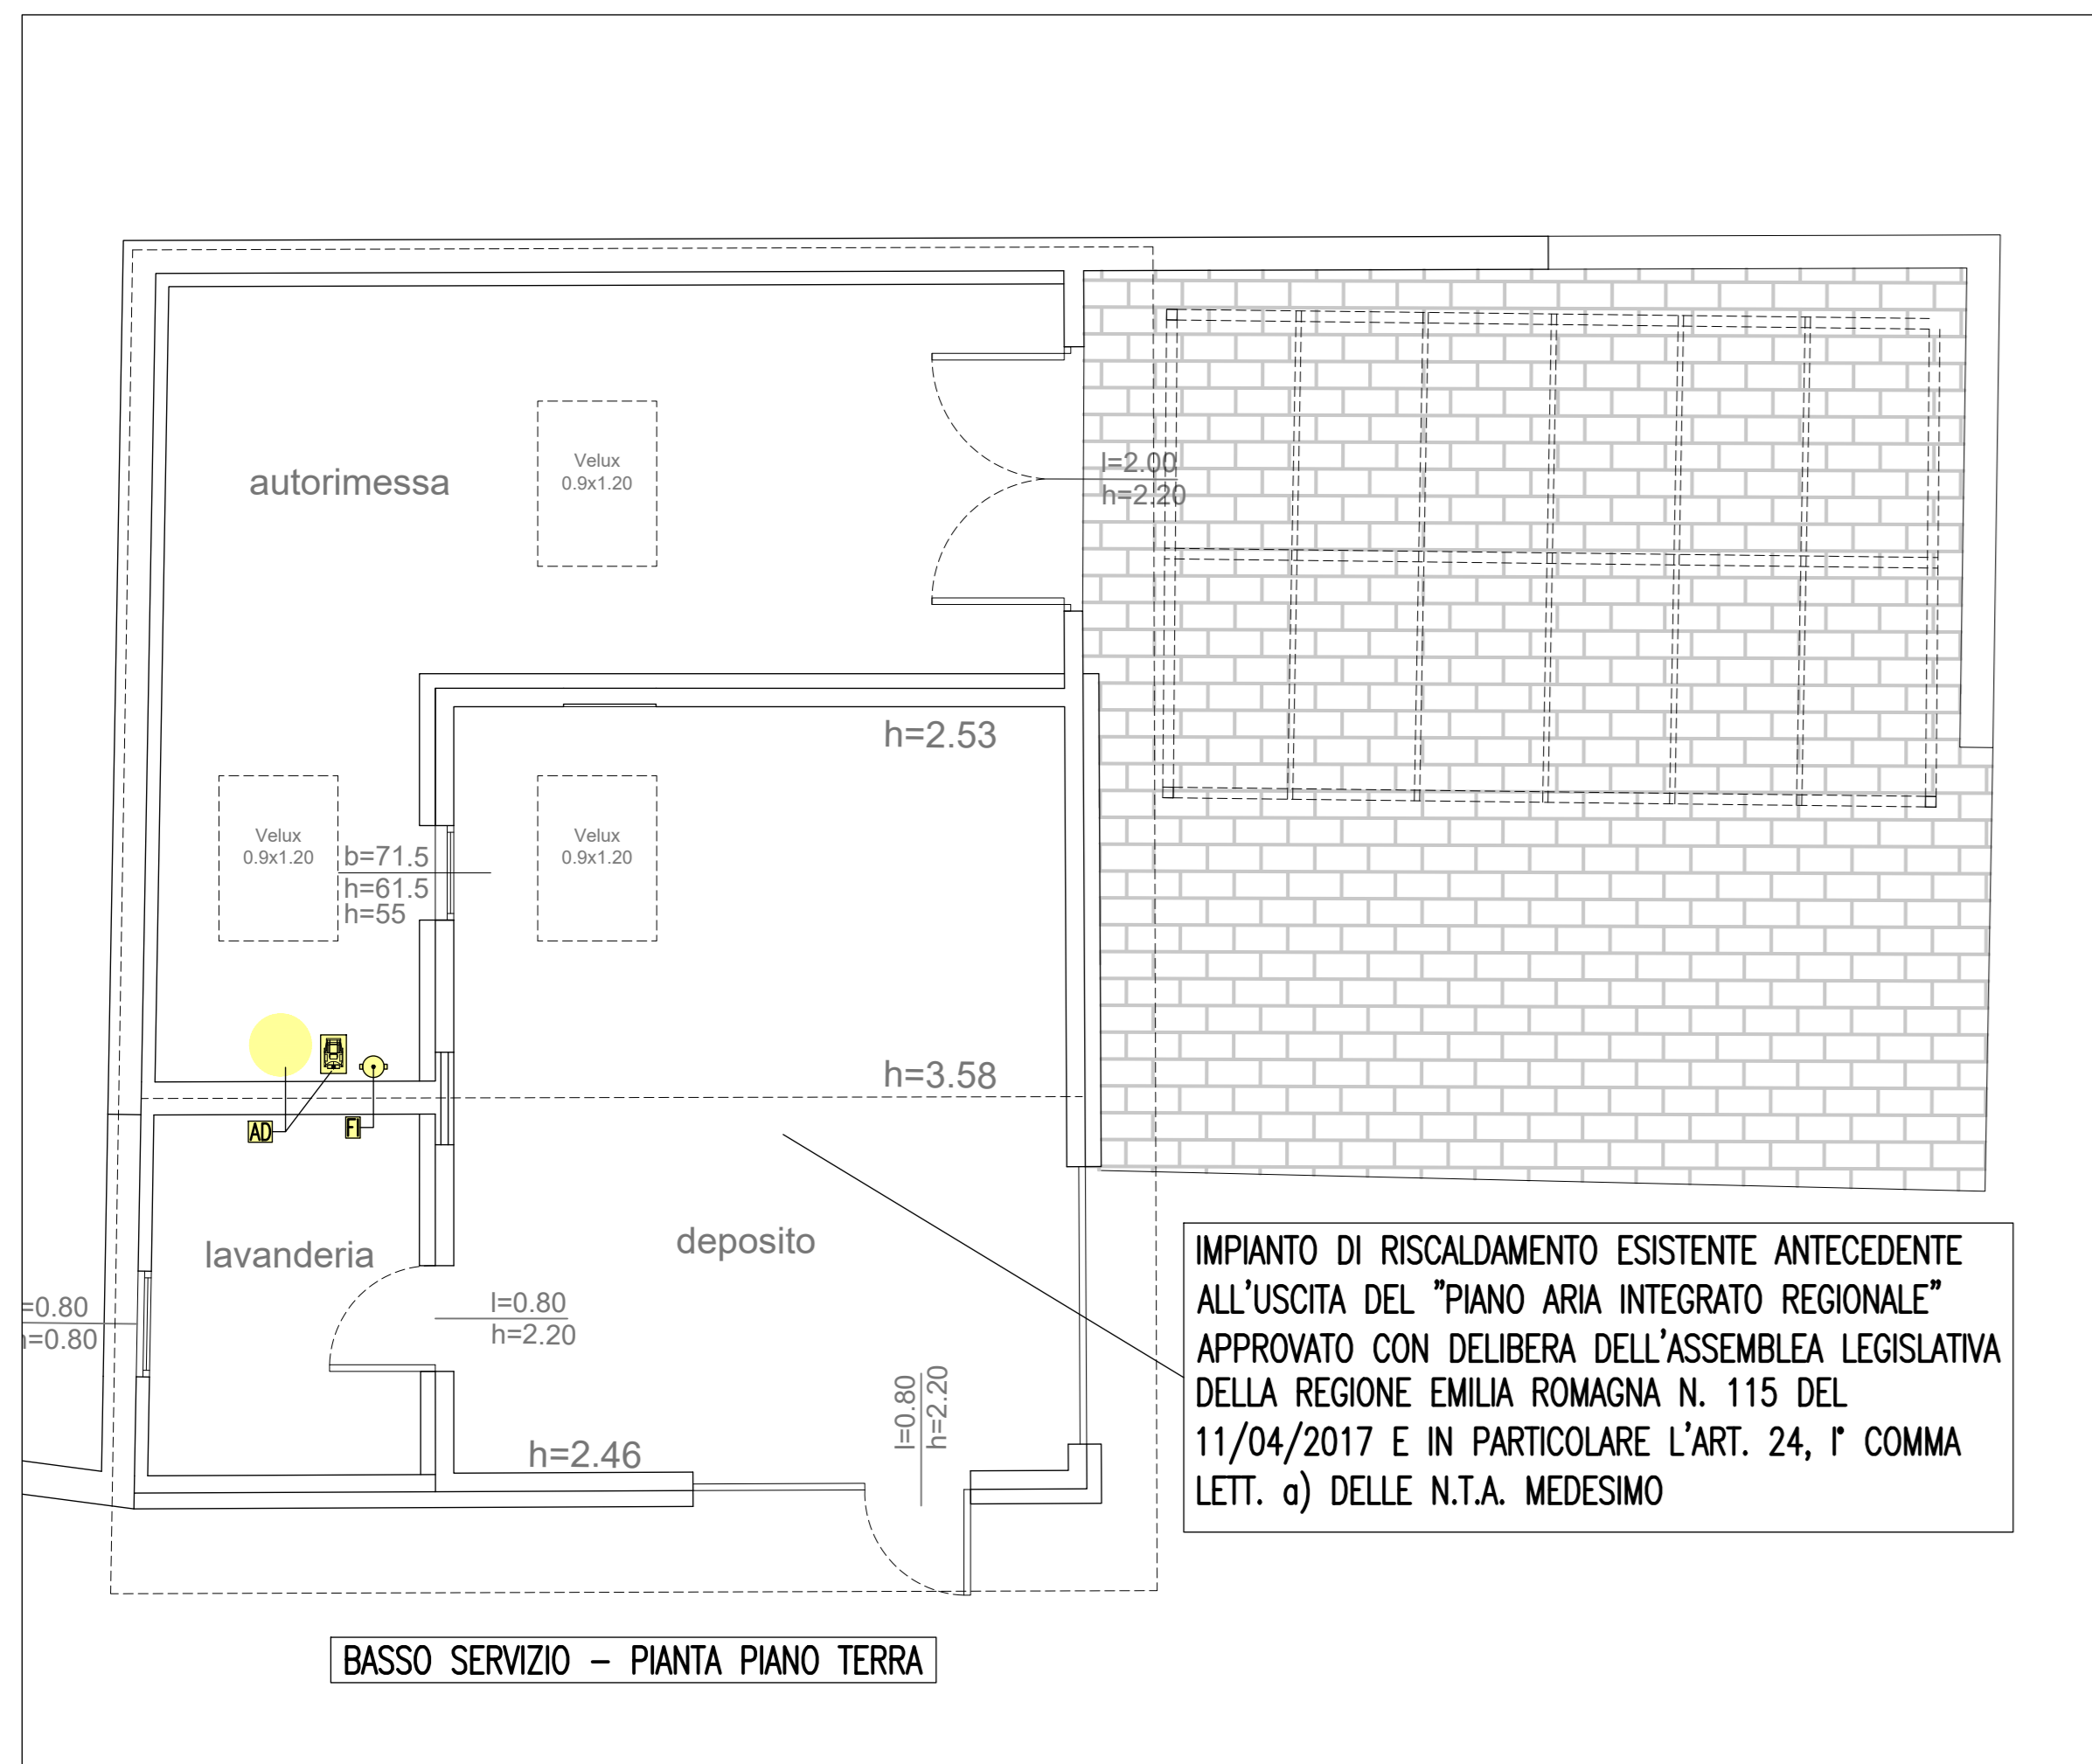 autorimessa
Velux
0.9x1.20
l=2.00
h=2.20
h=2.53
Velux
0.9x1.20
b=71.5
h=61.5
h=55
Velux
0.9x1.20
h=3.58
AD
FI
lavanderia
deposito
=0.80
h=0.80
l=0.80
h=2.20
l=0.80
h=2.20
h=2.46
IMPIANTO DI RISCALDAMENTO ESISTENTE ANTECEDENTE
ALL'USCITA DEL "PIANO ARIA INTEGRATO REGIONALE"
APPROVATO CON DELIBERA DELL'ASSEMBLEA LEGISLATIVA
DELLA REGIONE EMILIA ROMAGNA N. 115 DEL
11/04/2017 E IN PARTICOLARE L'ART. 24, I° COMMA
LETT. a) DELLE N.T.A. MEDESIMO
BASSO SERVIZIO – PIANTA PIANO TERRA